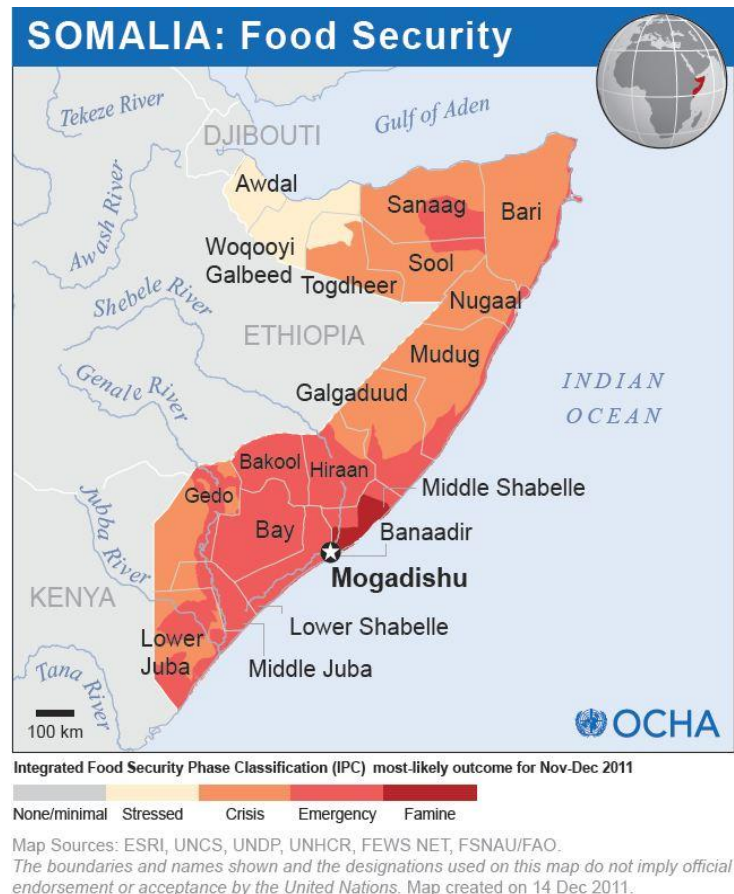 SOMALIA: Food Security
Tekeze River
DJIBOUTI
Gulf of Aden
Awash River
Awdal
Sanaag
Bari
Woqooyi
Galbeed
Togdheer
Sool
Shebele River
Nugaal
ETHIOPIA
Mudug
Genale River
Galgaduud
INDIAN
OCEAN
Bakool
Hiraan
Gedo
Middle Shabelle
Jubba River
Bay
Banaadir
Mogadishu
KENYA
Lower Shabelle
Lower
Juba
Middle Juba
Tana River
100 km
OCHA
Integrated Food Security Phase Classification (IPC) most-likely outcome for Nov-Dec 2011
None/minimal Stressed Crisis Emergency Famine
Map Sources: ESRI, UNCS, UNDP, UNHCR, FEWS NET, FSNAU/FAO.
The boundaries and names shown and the designations used on this map do not imply official
endorsement or acceptance by the United Nations. Map created on 14 Dec 2011.